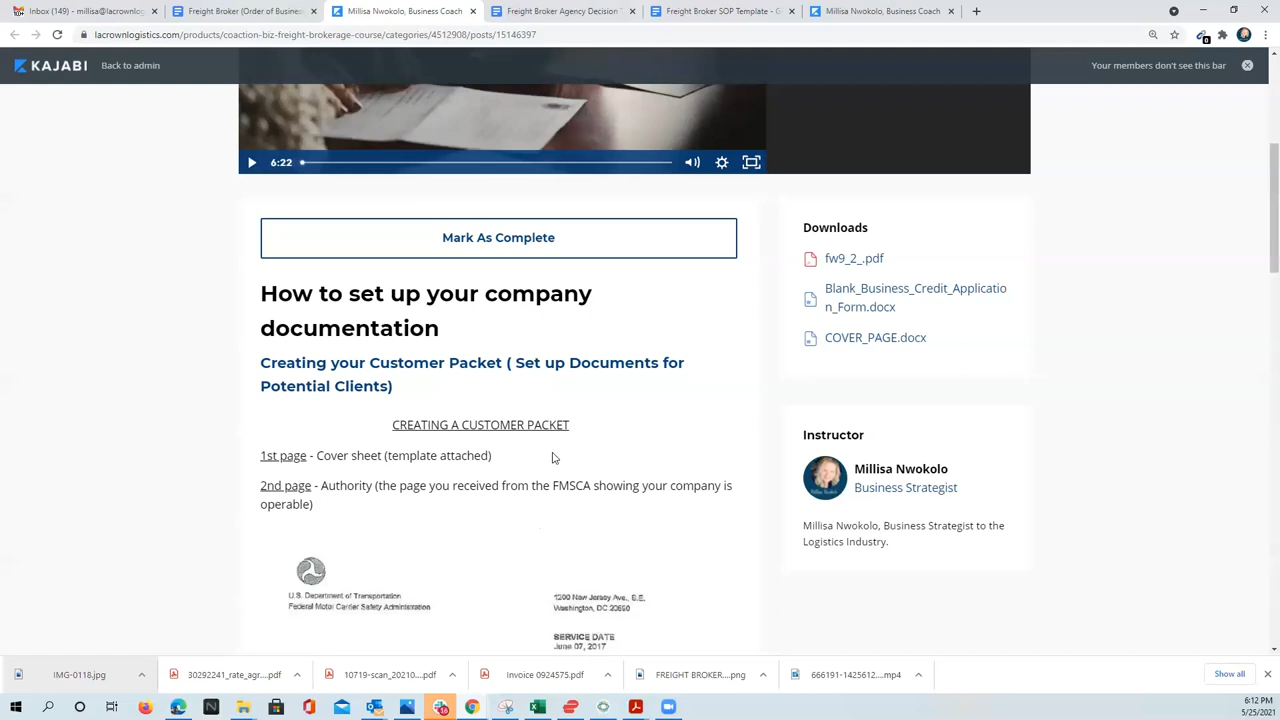 Inbox (149) - millisa@lacrownlo
Freight Broker (Order of Busines
Millisa Nwokolo, Business Coach
Freight Broker Agency Decision T
Freight Broker SOP Template - G
Millisa Nwokolo, Business Coach
lacrownlogistics.com/products/coaction-biz-freight-brokerage-course/categories/4512908/posts/15146397
KAJABI
Back to admin
Your members don't see this bar
6:22
Mark As Complete
How to set up your company
documentation
Creating your Customer Packet ( Set up Documents for
Potential Clients)
CREATING A CUSTOMER PACKET
1st page - Cover sheet (template attached)
2nd page - Authority (the page you received from the FMSCA showing your company is
operable)
U.S. Department of Transportation
Federal Motor Carrier Safety Administration
1200 New Jersey Ave., S.E.
Washington, DC 20590
SERVICE DATE
June 07, 2017
Downloads
fw9_2_.pdf
Blank_Business_Credit_Applicatio
n_Form.docx
COVER_PAGE.docx
Instructor
Millisa Nwokolo
Business Strategist
Millisa Nwokolo, Business Strategist to the
Logistics Industry.
IMG-0118.jpg
30292241_rate_agr....pdf
10719-scan_20210....pdf
Invoice 0924575.pdf
FREIGHT BROKER....png
666191-1425612....mp4
Show all
6:12 PM
5/25/2021